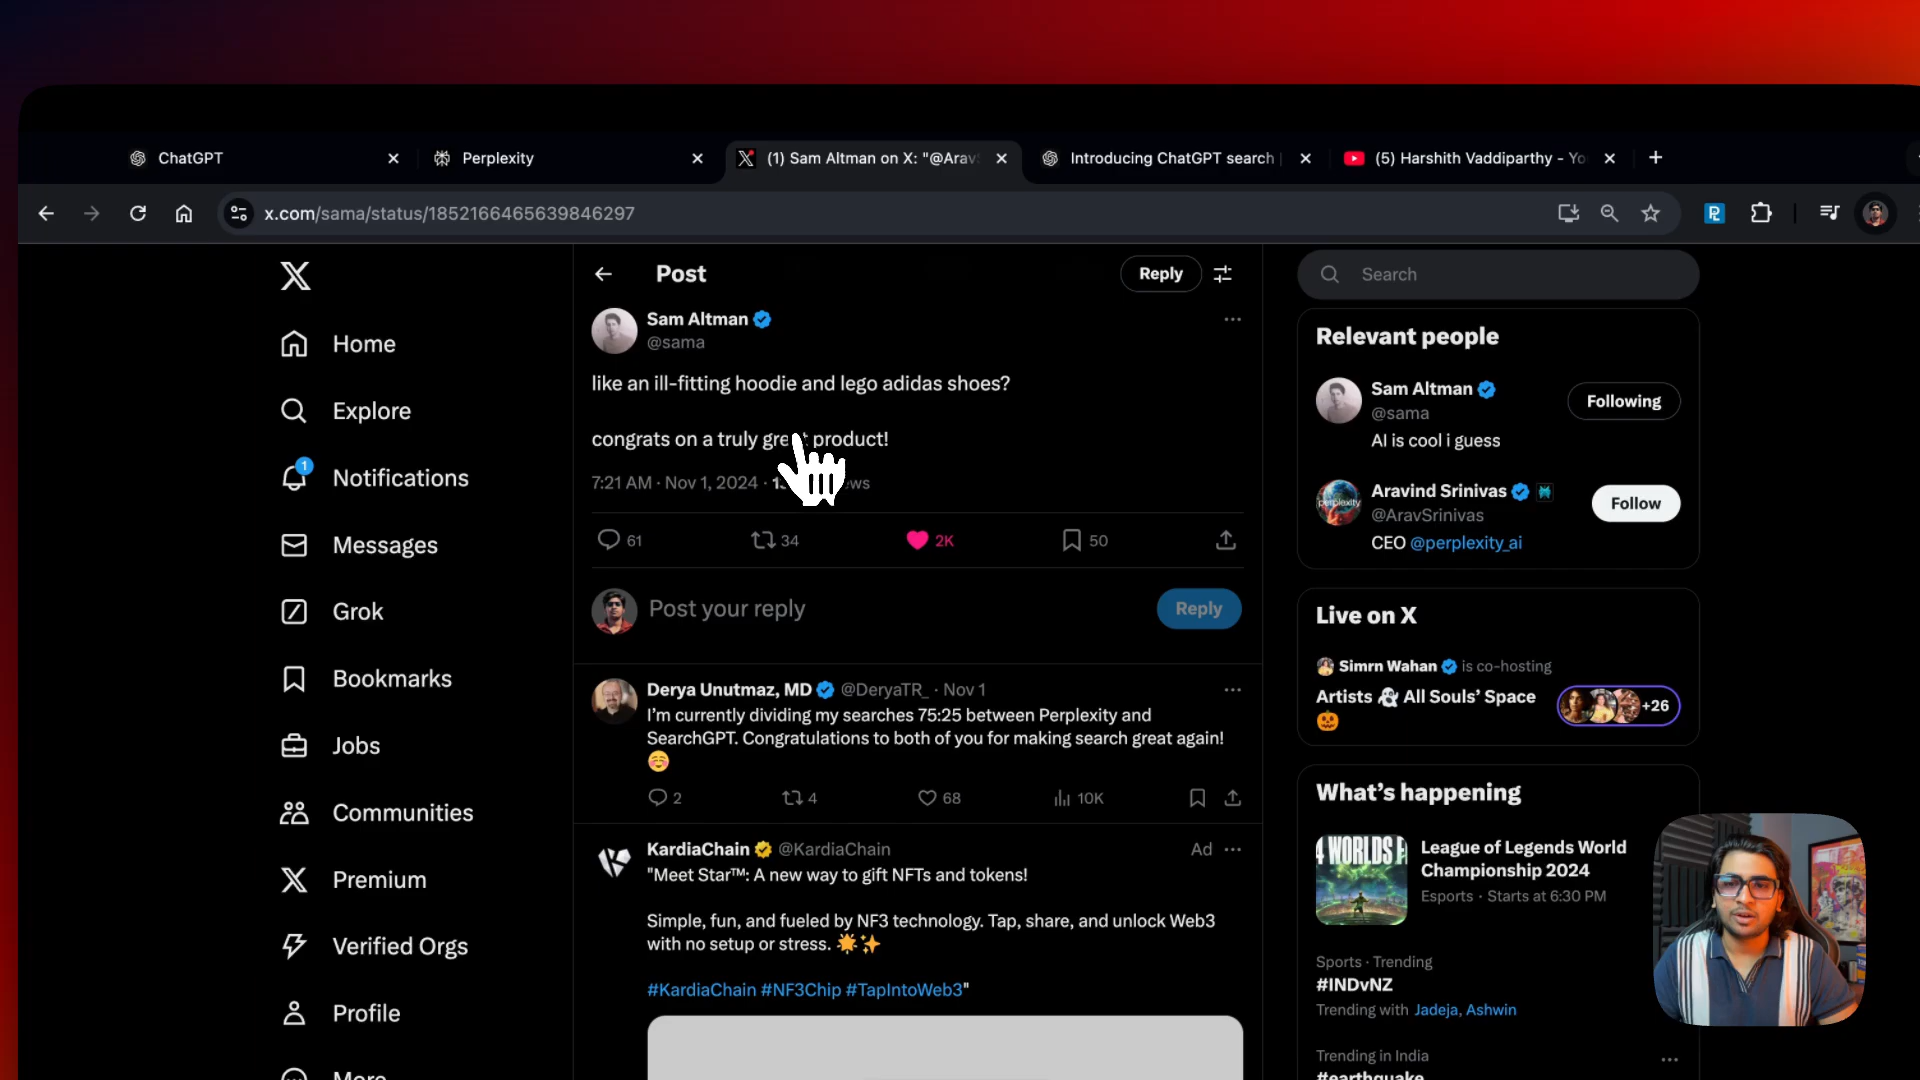 ChatGPT
Perplexity
(1) Sam Altman on X: "@Arav
Introducing ChatGPT search
(5) Harshith Vaddiparthy - Yo
x.com/sama/status/1852166465639846297
Post
Reply
Search
Home
Explore
1
Notifications
Messages
Grok
Bookmarks
Jobs
Communities
Premium
Verified Orgs
Profile
More
Sam Altman
@sama
like an ill-fitting hoodie and lego adidas shoes?
congrats on a truly great product!
7:21 AM · Nov 1, 2024 ·
61
34
2K
50
Post your reply
Reply
Derya Unutmaz, MD @DeryaTR_ · Nov 1
I'm currently dividing my searches 75:25 between Perplexity and
SearchGPT. Congratulations to both of you for making search great again!
☺️
2
4
68
10K
KardiaChain @KardiaChain
Ad
"Meet Star™: A new way to gift NFTs and tokens!
Simple, fun, and fueled by NF3 technology. Tap, share, and unlock Web3
with no setup or stress. 🌟✨
#KardiaChain #NF3Chip #TapIntoWeb3"
Relevant people
Sam Altman
@sama
Following
AI is cool i guess
perplexity
Aravind Srinivas
@AravSrinivas
Follow
CEO @perplexity_ai
Live on X
Simrn Wahan is co-hosting
Artists 👻 All Souls' Space
🎃
+26
What's happening
League of Legends World
Championship 2024
Esports · Starts at 6:30 PM
Sports · Trending
#INDvNZ
Trending with Jadeja, Ashwin
Trending in India
#earthquake